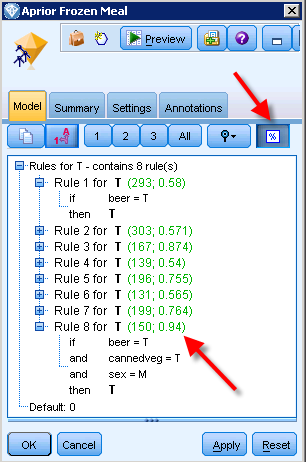 Aprior Frozen Meal
Preview
Model Summary Settings Annotations
1 2 3 All %
Rules for T - contains 8 rule(s)
Rule 1 for T (293; 0.58)
if beer = T
then T
Rule 2 for T (303; 0.571)
Rule 3 for T (167; 0.874)
Rule 4 for T (139; 0.54)
Rule 5 for T (196; 0.755)
Rule 6 for T (131; 0.565)
Rule 7 for T (199; 0.764)
Rule 8 for T (150; 0.94)
if beer = T
and cannedveg = T
and sex = M
then T
Default: 0
OK Cancel Apply Reset